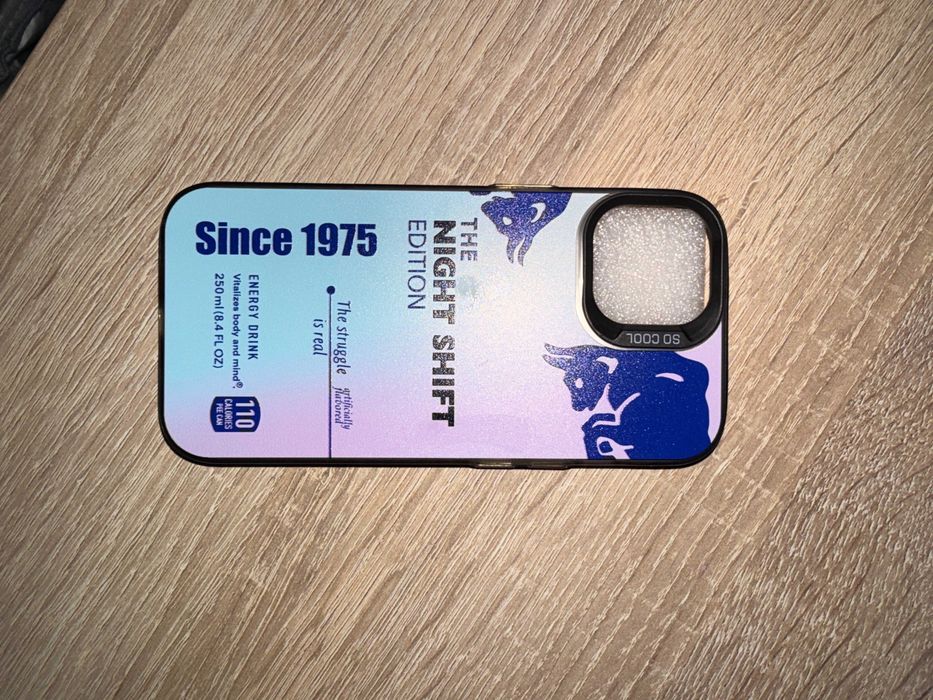 SO COOL
THE
NIGHT SHIFT
EDITION
The struggle
is real
artificially
flavored
Since 1975
ENERGY DRINK
Vitalizes body and mind®.
250 ml (8.4 FL OZ)
110
CALORIES
PEE CAN